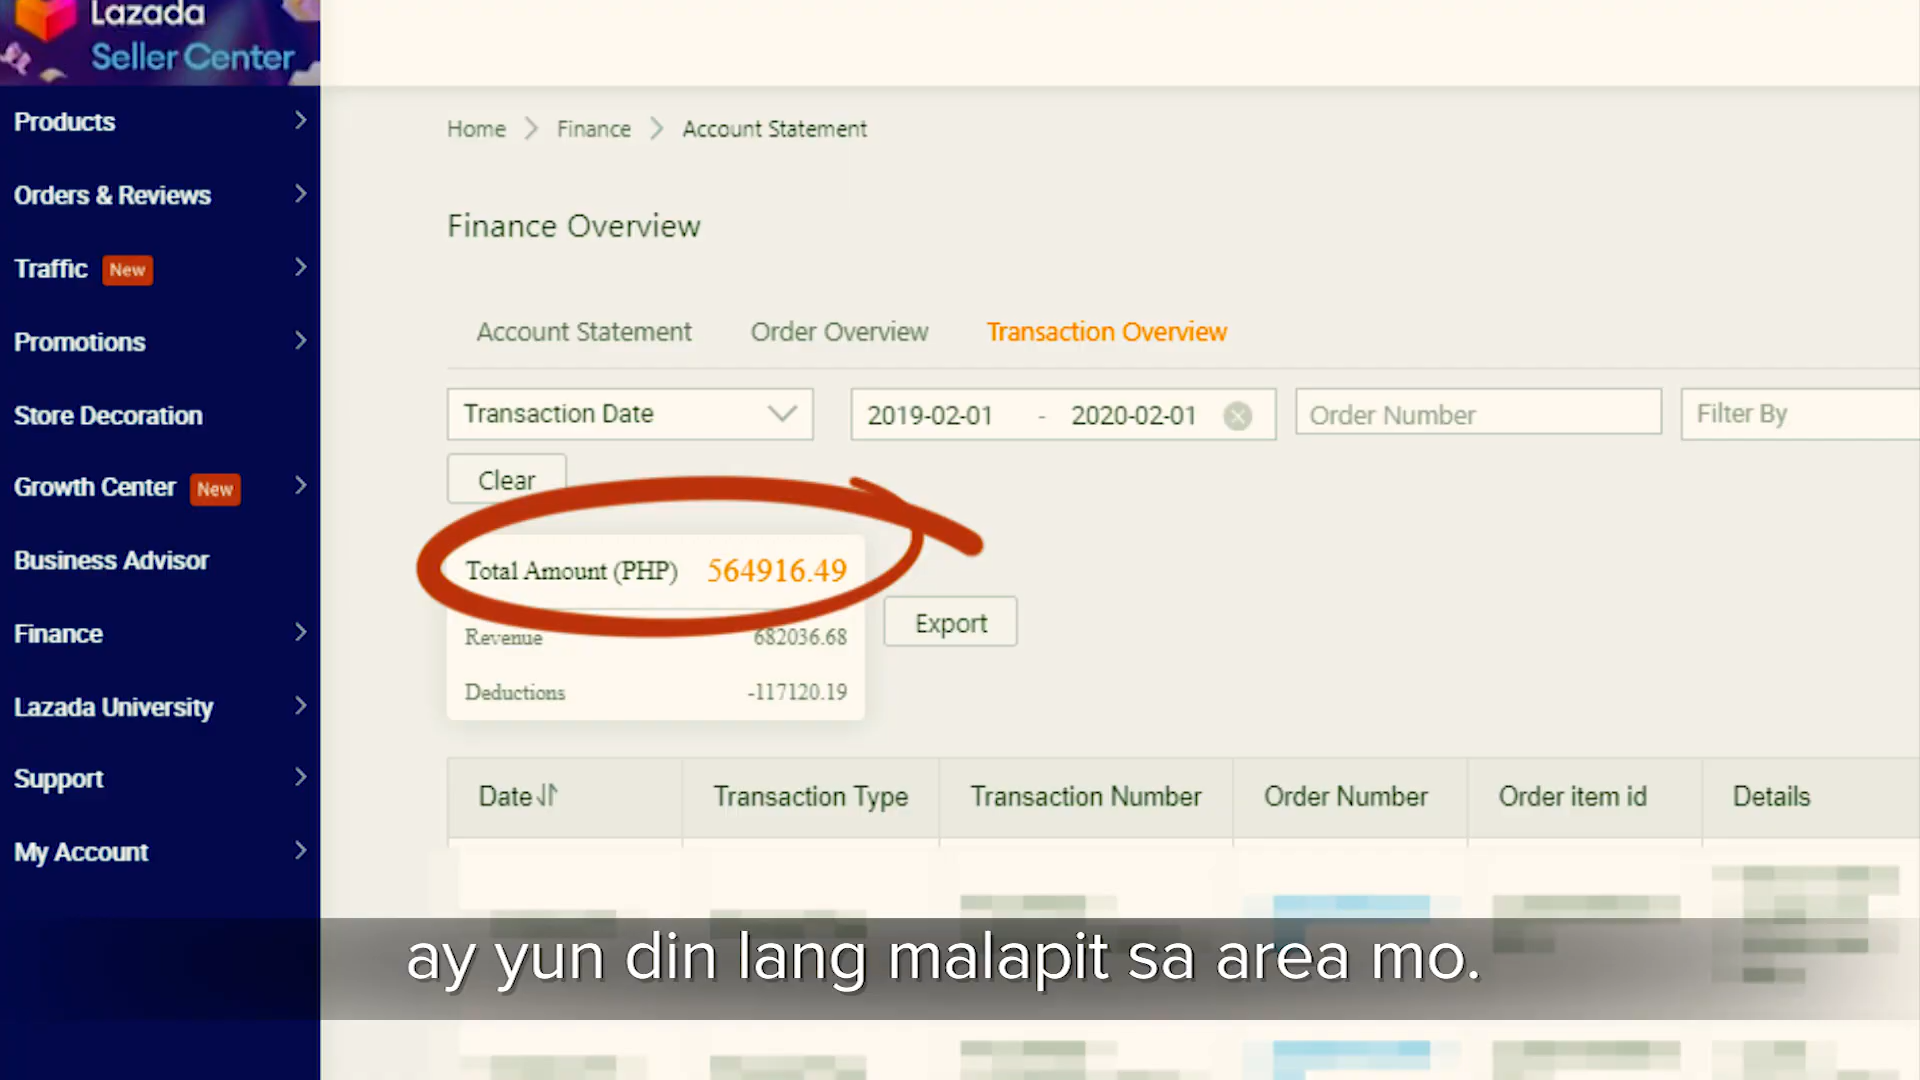 Lazada
Seller Center
Products
Orders & Reviews
Traffic New
Promotions
Store Decoration
Growth Center New
Business Advisor
Finance
Lazada University
Support
My Account
Home > Finance > Account Statement
Finance Overview
Account Statement Order Overview Transaction Overview
Transaction Date 2019-02-01 - 2020-02-01 Order Number Filter By
Clear
Total Amount (PHP) 564916.49
Revenue 682036.68
Export
Deductions -117120.19
Date Transaction Type Transaction Number Order Number Order item id Details
ay yun din lang malapit sa area mo.